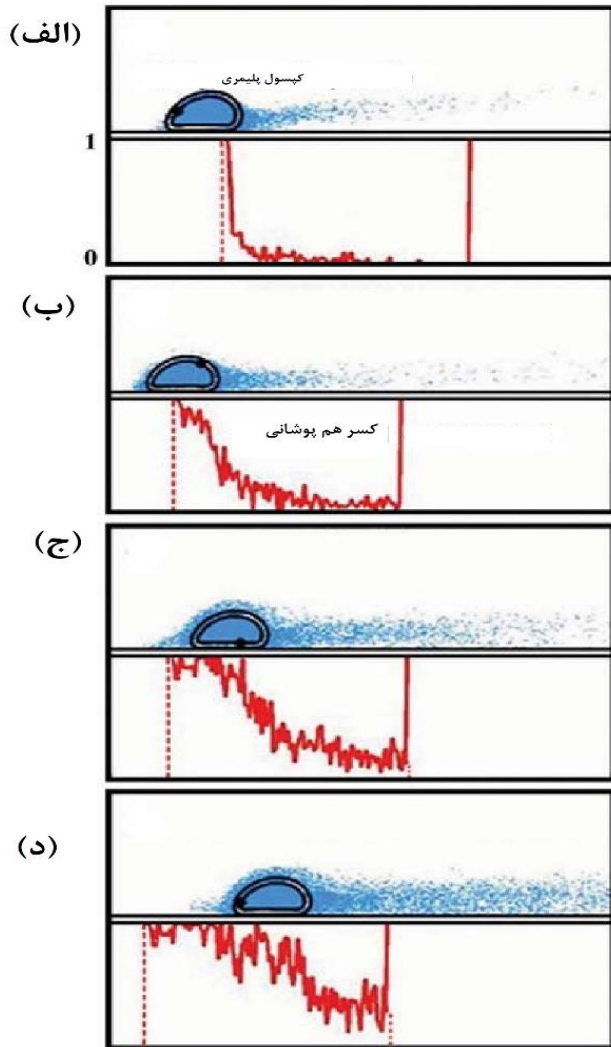 (الف)
کپسول پلیمری
1
0
(ب)
کسر هم پوشانی
(ج)
(د)